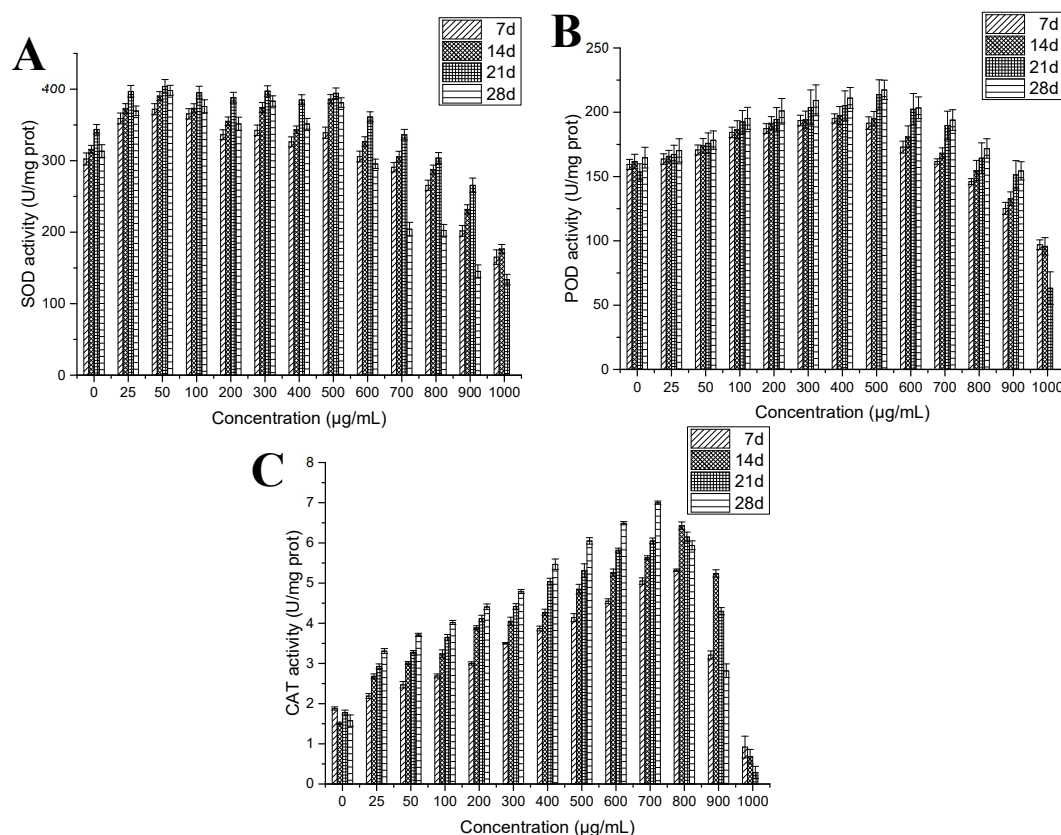 A
7d
14d
21d
28d
400
300
200
100
0
SOD activity (U/mg prot)
0 25 50 100 200 300 400 500 600 700 800 900 1000
Concentration (µg/mL)
B
7d
14d
21d
28d
250
200
150
100
50
0
POD activity (U/mg prot)
0 25 50 100 200 300 400 500 600 700 800 900 1000
Concentration (µg/mL)
C
7d
14d
21d
28d
8
7
6
5
4
3
2
1
0
CAT activity (U/mg prot)
0 25 50 100 200 300 400 500 600 700 800 900 1000
Concentration (µg/mL)